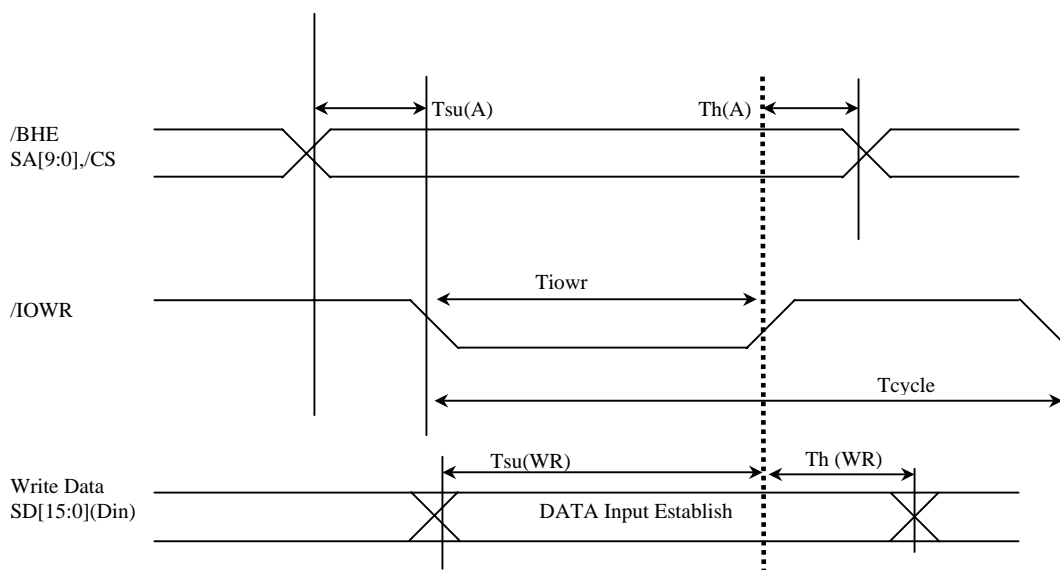 Tsu(A)
Th(A)
/BHE
SA[9:0],/CS
Tiowr
/IOWR
Tcycle
Tsu(WR)
Th (WR)
Write Data
SD[15:0](Din)
DATA Input Establish